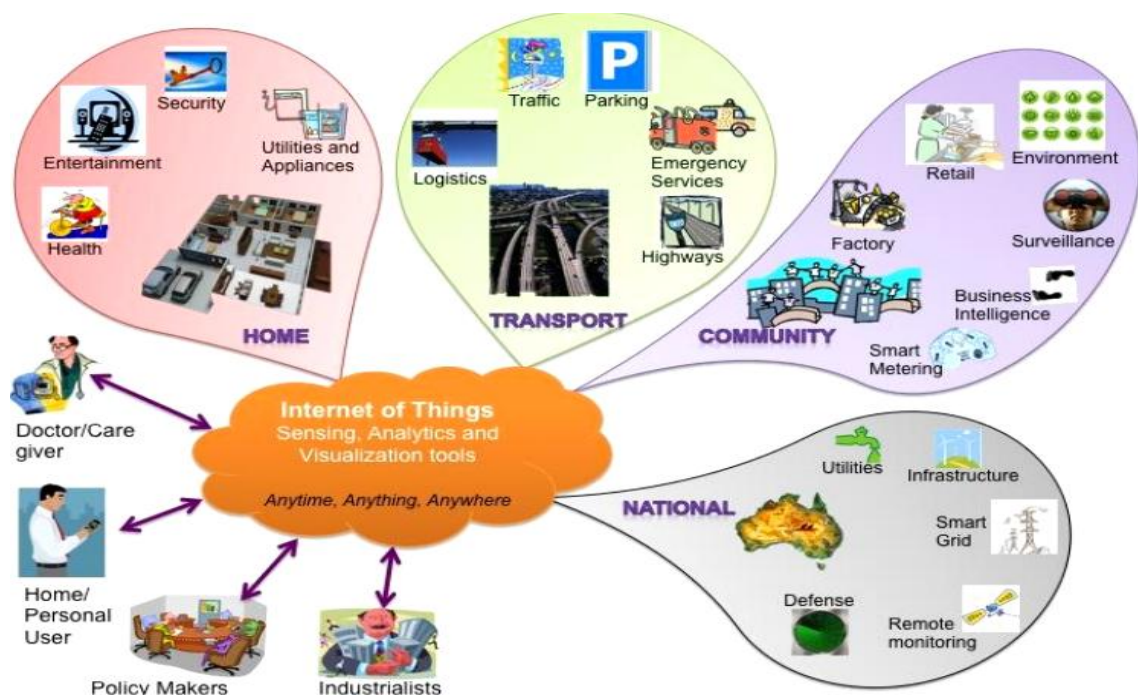 Security
Entertainment
Utilities and
Appliances
Health
HOME
Traffic
P
Parking
Logistics
Emergency
Services
Highways
TRANSPORT
Retail
Environment
Factory
Surveillance
Business
Intelligence
Smart
Metering
COMMUNITY
Internet of Things
Sensing, Analytics and
Visualization tools
Anytime, Anything, Anywhere
Doctor/Care
giver
Home/
Personal
User
Policy Makers
Industrialists
NATIONAL
Utilities
Infrastructure
Smart
Grid
Defense
Remote
monitoring